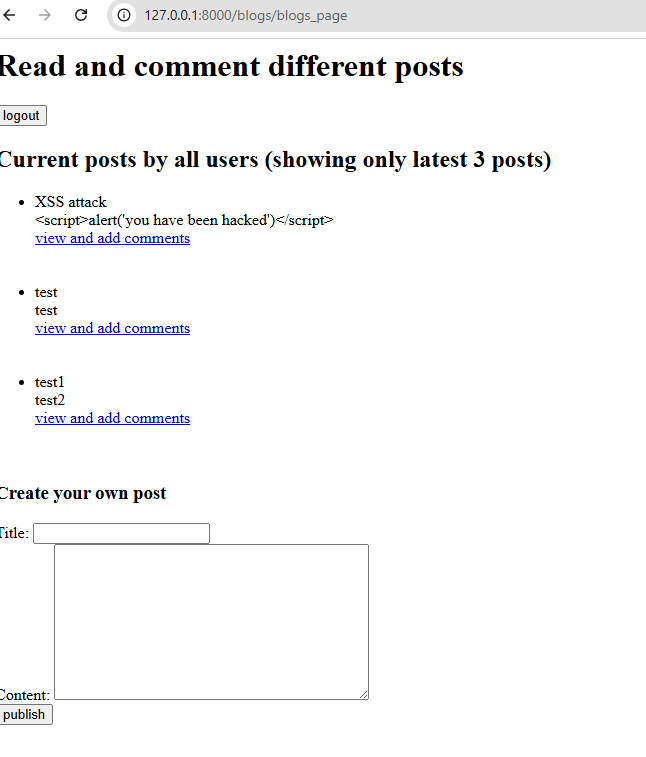 127.0.0.1:8000/blogs/blogs_page
Read and comment different posts
logout
Current posts by all users (showing only latest 3 posts)
XSS attack
<script>alert('you have been hacked')</script>
view and add comments
test
test
view and add comments
test1
test2
view and add comments
Create your own post
Title:
Content:
publish